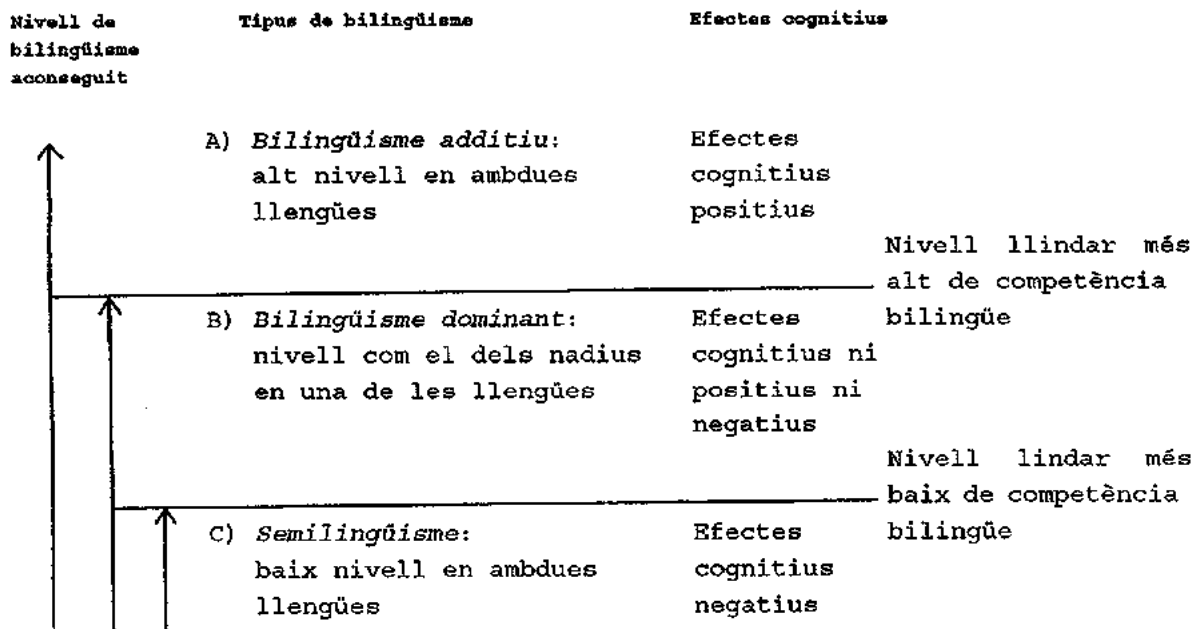 Nivell de
bilingüisme
aconseguit
Tipus de bilingüisme
Efectes cognitius
A) Bilingüisme additiu:
alt nivell en ambdues
llengües
Efectes
cognitius
positius
Nivell llindar més
alt de competència
bilingüe
B) Bilingüisme dominant:
nivell com el dels nadius
en una de les llengües
Efectes
cognitius ni
positius ni
negatius
Nivell lindar més
baix de competència
bilingüe
C) Semilingüisme:
baix nivell en ambdues
llengües
Efectes
cognitius
negatius